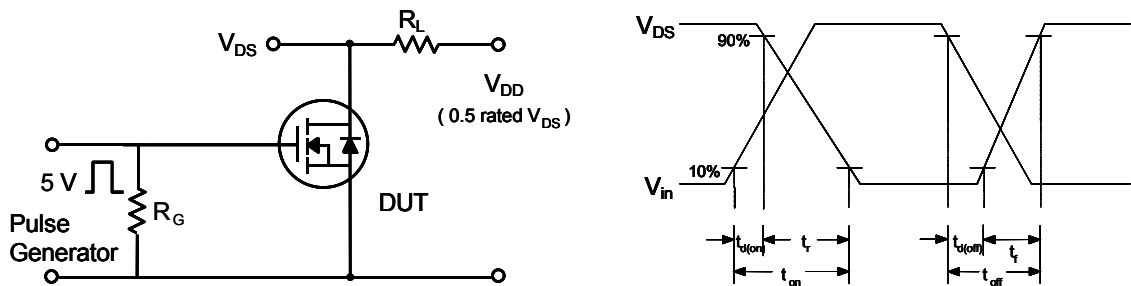 R_L
V_DS
V_DD
( 0.5 rated V_DS )
5 V
R_G
DUT
Pulse
Generator
V_DS
90%
V_in
10%
t_d(on) t_r
t_on
t_d(off) t_f
t_off